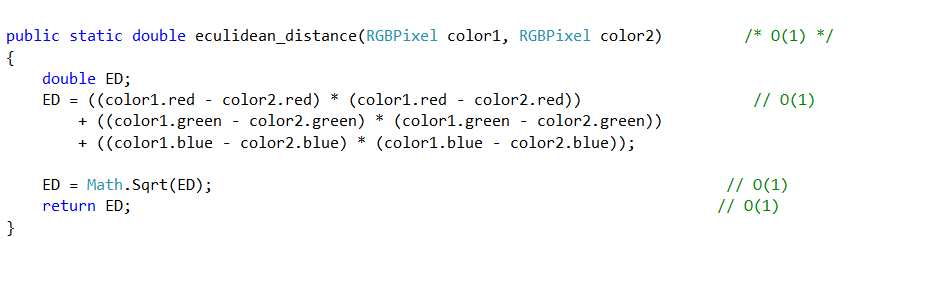 public static double eculidean_distance(RGBPixel color1, RGBPixel color2) /* O(1) */
{
double ED;
ED = ((color1.red - color2.red) * (color1.red - color2.red)) // O(1)
+ ((color1.green - color2.green) * (color1.green - color2.green))
+ ((color1.blue - color2.blue) * (color1.blue - color2.blue));
ED = Math.Sqrt(ED); // O(1)
return ED; // O(1)
}